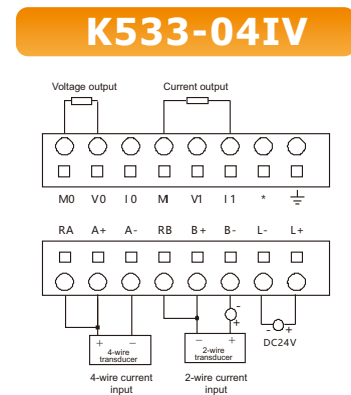 K533-04IV
Voltage output Current output
M0 V0 I0 MI V1 I1 *
RA A+ A- RB B+ B- L- L+
-
+
- +
DC24V
+ - - +
4-wire transducer 2-wire transducer
4-wire current input 2-wire current input